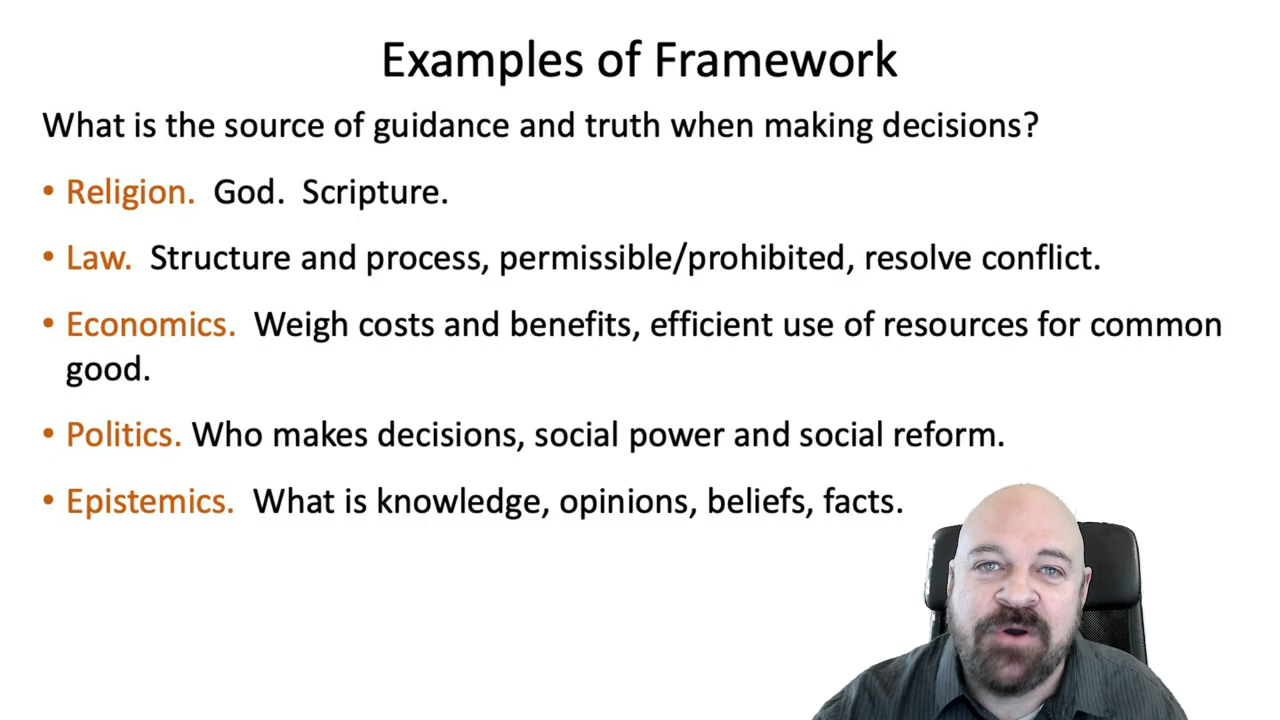 Examples of Framework
What is the source of guidance and truth when making decisions?
• Religion.  God.  Scripture.
• Law.  Structure and process, permissible/prohibited, resolve conflict.
• Economics.  Weigh costs and benefits, efficient use of resources for common
good.
• Politics. Who makes decisions, social power and social reform.
• Epistemics.  What is knowledge, opinions, beliefs, facts.